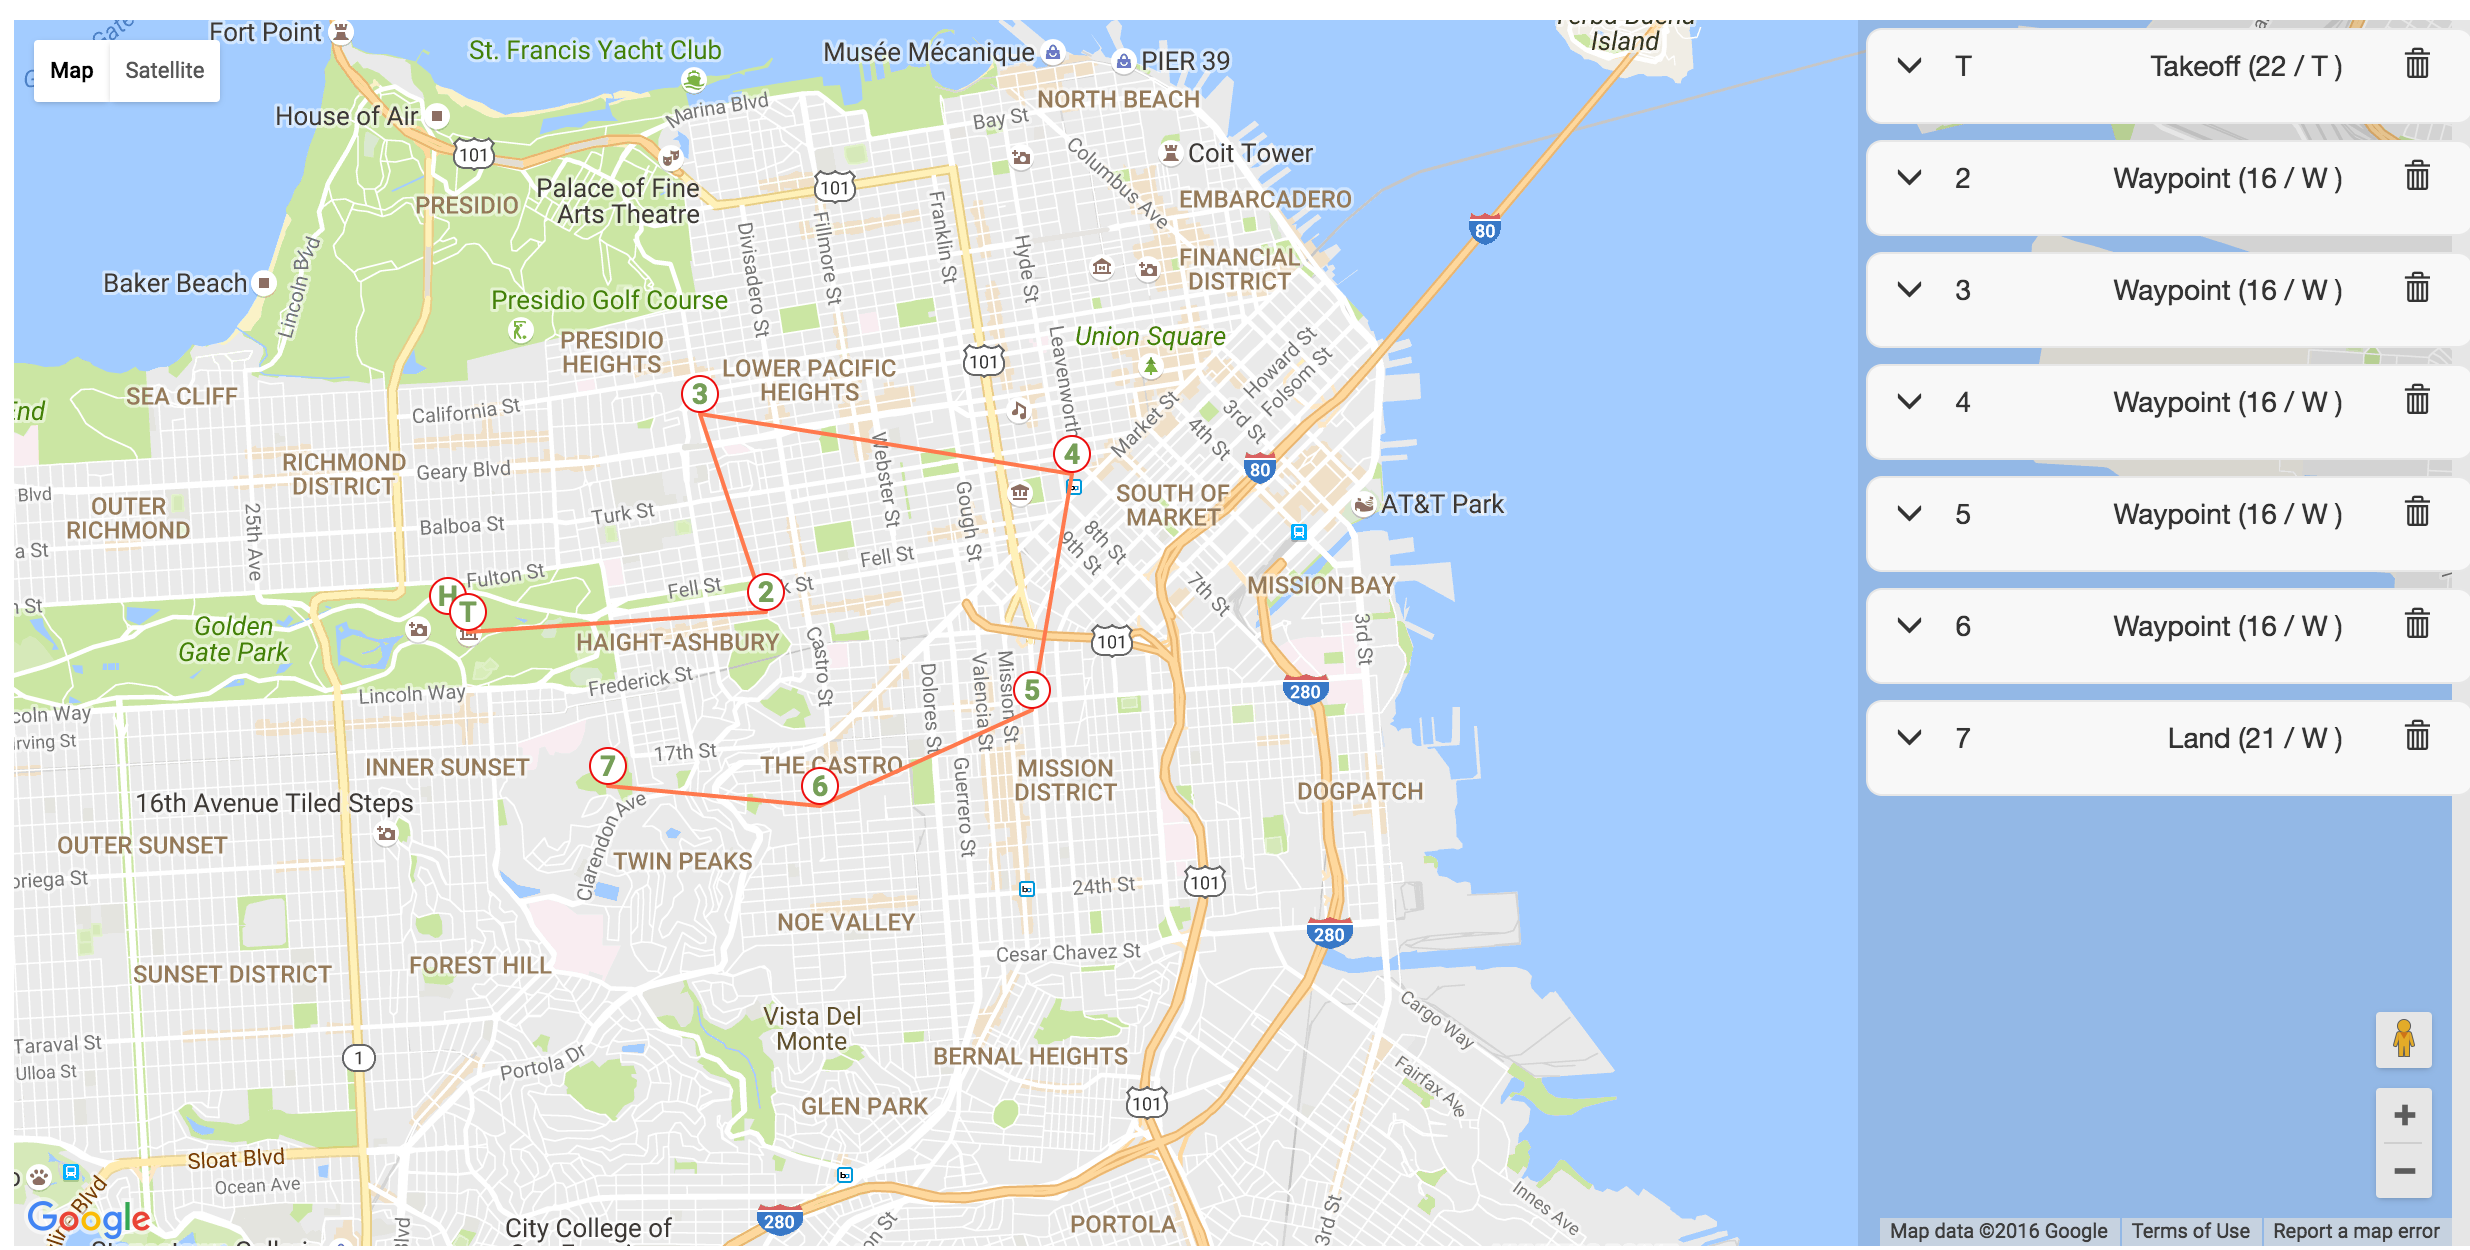 Fort Point
St. Francis Yacht Club
Musée Mécanique
PIER 39
Island
Map
Satellite
Marina Blvd
NORTH BEACH
House of Air
101
Bay St
Columbus Ave
Coit Tower
Palace of Fine
Arts Theatre
101
PRESIDIO
Franklin St
EMBARCADERO
Lincoln Blvd
Divisadero St
Fillmore St
Hyde St
FINANCIAL
DISTRICT
80
Baker Beach
Presidio Golf Course
Union Square
PRESIDIO
HEIGHTS
LOWER PACIFIC
HEIGHTS
101
Leavenworth
Howard St
Folsom St
SEA CLIFF
3
California St
End
Market St
3rd St
4th St
4
RICHMOND
DISTRICT
Geary Blvd
Webster St
Gough St
80
Blvd
OUTER
RICHMOND
25th Ave
Balboa St
Turk St
SOUTH OF
MARKET
AT&T Park
a St
Fell St
8th St
9th St
Fulton St
H
T
Fell St
2
k St
7th St
MISSION BAY
n St
Golden
Gate Park
HAIGHT-ASHBURY
Castro St
101
3rd St
Lincoln Way
Frederick St
Dolores St
Valencia St
Mission St
5
280
coln Way
Irving St
INNER SUNSET
7
17th St
THE CASTRO
6
MISSION
DISTRICT
Guerrero St
DOGPATCH
16th Avenue Tiled Steps
Clarendon Ave
OUTER SUNSET
TWIN PEAKS
oriega St
24th St
101
NOE VALLEY
280
Cesar Chavez St
SUNSET DISTRICT
FOREST HILL
Vista Del
Monte
Cargo Way
Taraval St
Ulloa St
1
Portola Dr
BERNAL HEIGHTS
Fairfax Ave
GLEN PARK
101
Sloat Blvd
Ocean Ave
Blvd
Google
City College of
280
on St
PORTOLA
3rd St
Innes Ave
T
Takeoff (22 / T )
2
Waypoint (16 / W )
3
Waypoint (16 / W )
4
Waypoint (16 / W )
5
Waypoint (16 / W )
6
Waypoint (16 / W )
7
Land (21 / W )
+
−
Map data ©2016 Google
Terms of Use
Report a map error